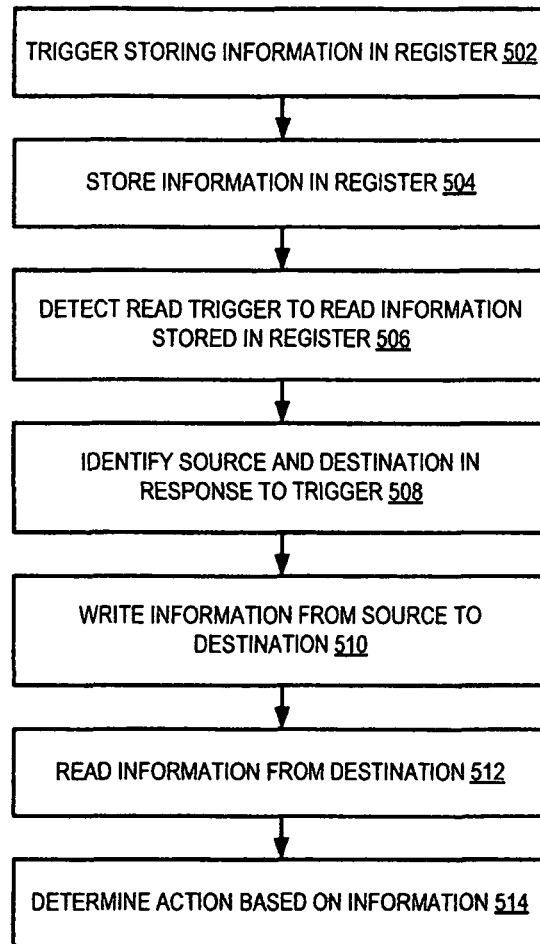 TRIGGER STORING INFORMATION IN REGISTER 502
STORE INFORMATION IN REGISTER 504
DETECT READ TRIGGER TO READ INFORMATION
STORED IN REGISTER 506
IDENTIFY SOURCE AND DESTINATION IN
RESPONSE TO TRIGGER 508
WRITE INFORMATION FROM SOURCE TO
DESTINATION 510
READ INFORMATION FROM DESTINATION 512
DETERMINE ACTION BASED ON INFORMATION 514